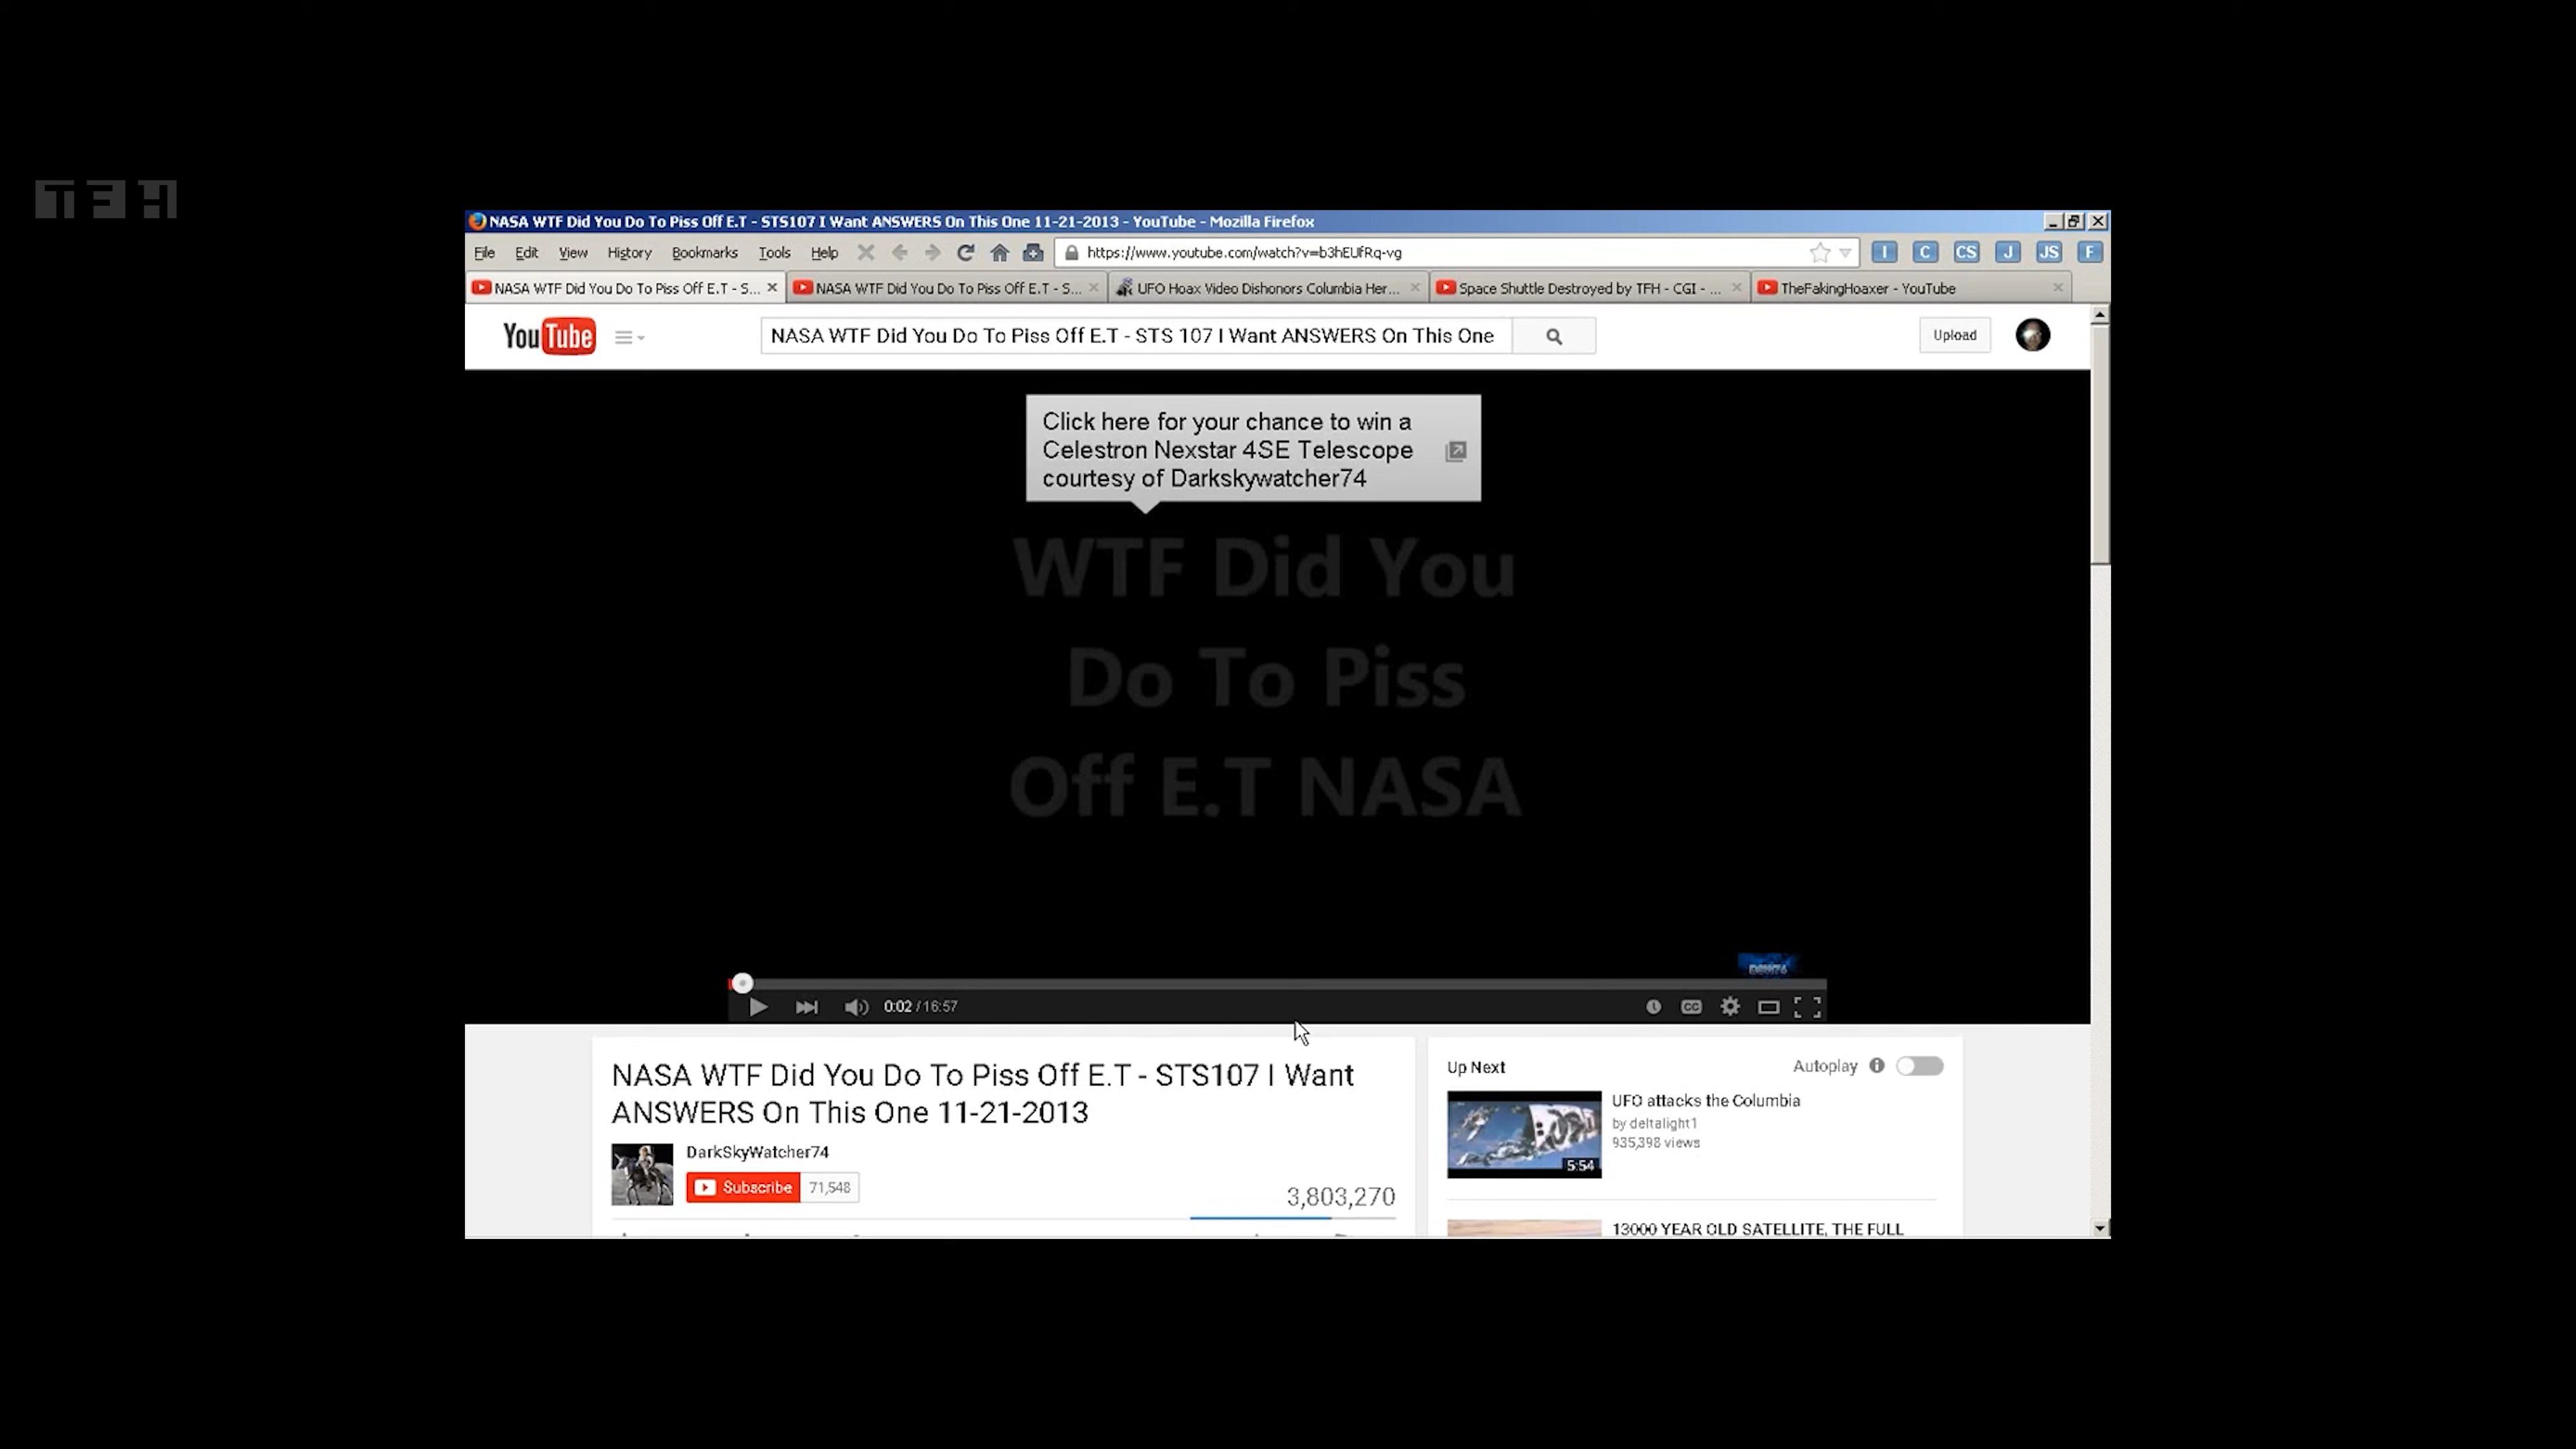 TFH
NASA WTF Did You Do To Piss Off E.T - STS107 I Want ANSWERS On This One 11-21-2013 - YouTube - Mozilla Firefox
File Edit View History Bookmarks Tools Help https://www.youtube.com/watch?v=b3hEUfRq-vg I C CS J JS F
NASA WTF Did You Do To Piss Off E.T - S... NASA WTF Did You Do To Piss Off E.T - S... UFO Hoax Video Dishonors Columbia Her... Space Shuttle Destroyed by TFH - CGI - ... TheFakingHoaxer - YouTube
YouTube NASA WTF Did You Do To Piss Off E.T - STS 107 I Want ANSWERS On This One Upload
Click here for your chance to win a
Celestron Nexstar 4SE Telescope
courtesy of Darkskywatcher74
WTF Did You
Do To Piss
Off E.T NASA
DSW74
0:02 / 16:57 CC
NASA WTF Did You Do To Piss Off E.T - STS107 I Want
ANSWERS On This One 11-21-2013
DarkSkyWatcher74
Subscribe 71,548
3,803,270
Up Next Autoplay
UFO attacks the Columbia
by deltalight1
935,398 views
5:54
13000 YEAR OLD SATELLITE, THE FULL